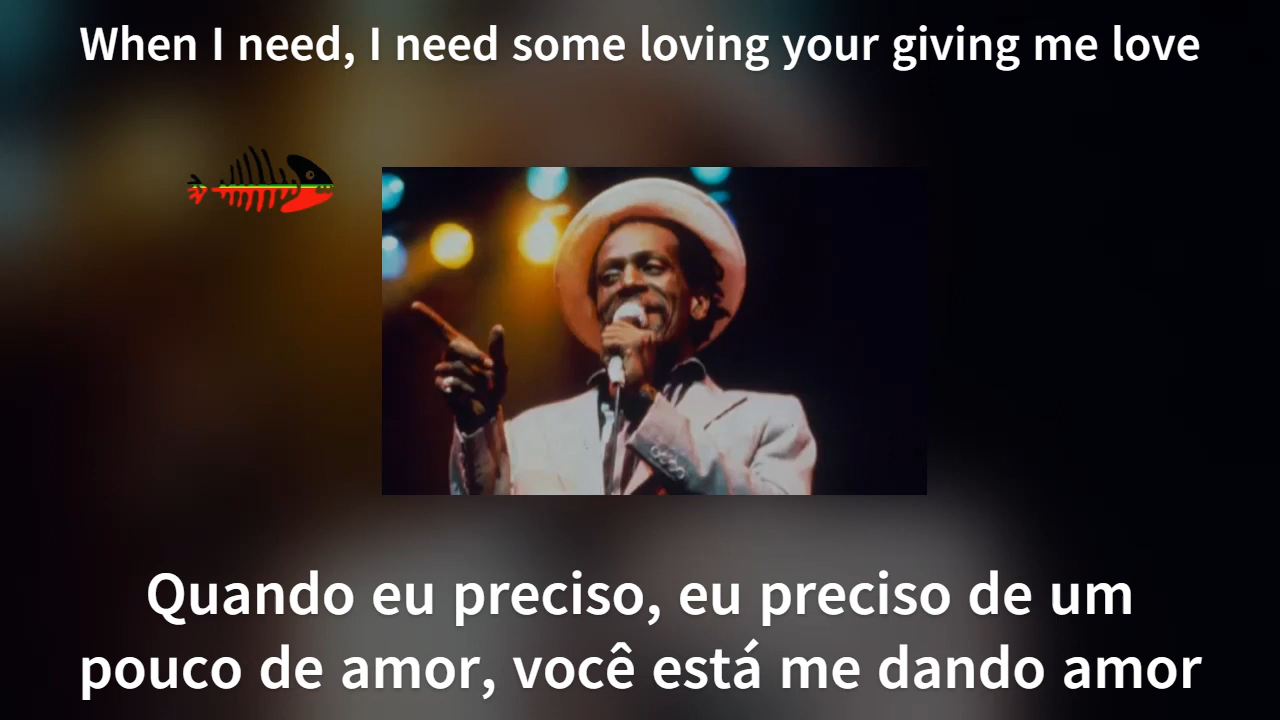 When I need, I need some loving your giving me love
Quando eu preciso, eu preciso de um
pouco de amor, você está me dando amor